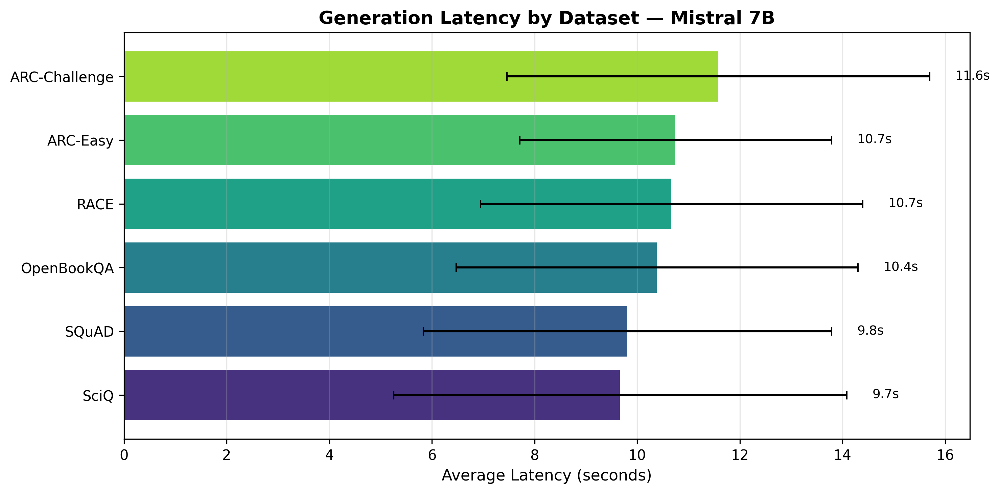 Generation Latency by Dataset — Mistral 7B
ARC-Challenge
11.6s
ARC-Easy
10.7s
RACE
10.7s
OpenBookQA
10.4s
SQuAD
9.8s
SciQ
9.7s
0 2 4 6 8 10 12 14 16
Average Latency (seconds)